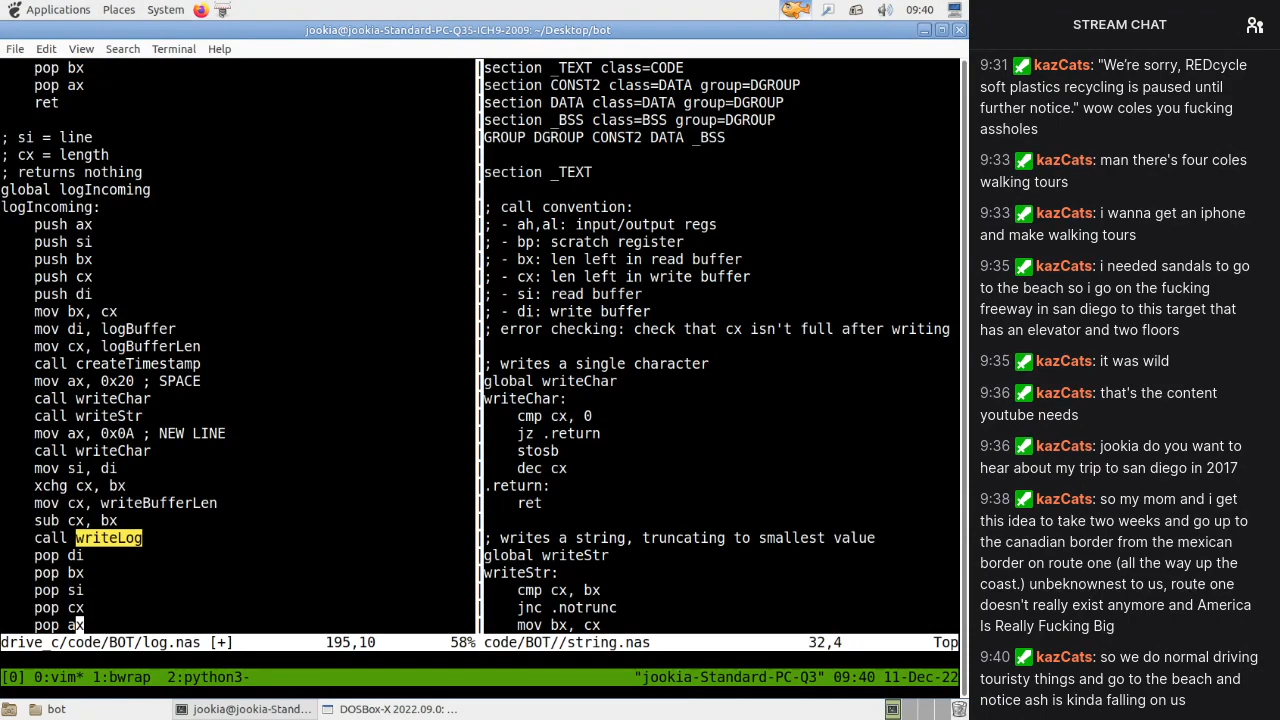 Applications Places System 09:40
jookia@jookia-Standard-PC-Q35-ICH9-2009: ~/Desktop/bot
File Edit View Search Terminal Help
pop bx
pop ax
ret
; si = line
; cx = length
; returns nothing
global logIncoming
logIncoming:
push ax
push si
push bx
push cx
push di
mov bx, cx
mov di, logBuffer
mov cx, logBufferLen
call createTimestamp
mov ax, 0x20 ; SPACE
call writeChar
call writeStr
mov ax, 0x0A ; NEW LINE
call writeChar
mov si, di
xchg cx, bx
mov cx, writeBufferLen
sub cx, bx
call writeLog
pop di
pop bx
pop si
pop cx
pop ax
drive_c/code/BOT/log.nas [+] 195,10 58%
section _TEXT class=CODE
section CONST2 class=DATA group=DGROUP
section DATA class=DATA group=DGROUP
section _BSS class=BSS group=DGROUP
GROUP DGROUP CONST2 DATA _BSS
section _TEXT
; call convention:
; - ah,al: input/output regs
; - bp: scratch register
; - bx: len left in read buffer
; - cx: len left in write buffer
; - si: read buffer
; - di: write buffer
; error checking: check that cx isn't full after writing
; writes a single character
global writeChar
writeChar:
cmp cx, 0
jz .return
stosb
dec cx
.return:
ret
; writes a string, truncating to smallest value
global writeStr
writeStr:
cmp cx, bx
jnc .notrunc
mov bx, cx
code/BOT//string.nas 32,4 Top
[0] 0:vim* 1:bwrap 2:python3- "jookia-Standard-PC-Q3" 09:40 11-Dec-22
bot jookia@jookia-Stand... DOSBox-X 2022.09.0: ...
STREAM CHAT
9:31 kazCats: "We're sorry, REDcycle
soft plastics recycling is paused until
further notice." wow coles you fucking
assholes
9:33 kazCats: man there's four coles
walking tours
9:33 kazCats: i wanna get an iphone
and make walking tours
9:35 kazCats: i needed sandals to go
to the beach so i go on the fucking
freeway in san diego to this target that
has an elevator and two floors
9:35 kazCats: it was wild
9:36 kazCats: that's the content
youtube needs
9:36 kazCats: jookia do you want to
hear about my trip to san diego in 2017
9:38 kazCats: so my mom and i get
this idea to take two weeks and go up to
the canadian border from the mexican
border on route one (all the way up the
coast.) unbeknownst to us, route one
doesn't really exist anymore and America
Is Really Fucking Big
9:40 kazCats: so we do normal driving
touristy things and go to the beach and
notice ash is kinda falling on us